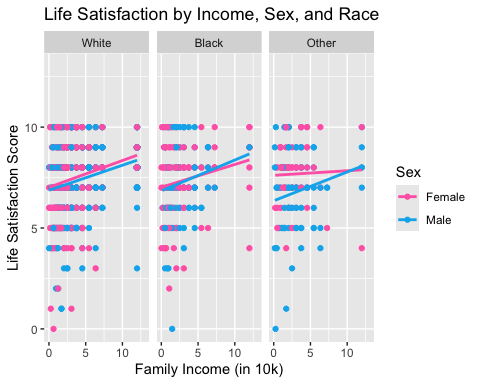 Life Satisfaction by Income, Sex, and Race
White Black Other
10
5
0
Life Satisfaction Score
0 5 10 0 5 10 0 5 10
Family Income (in 10k)
Sex
Female
Male